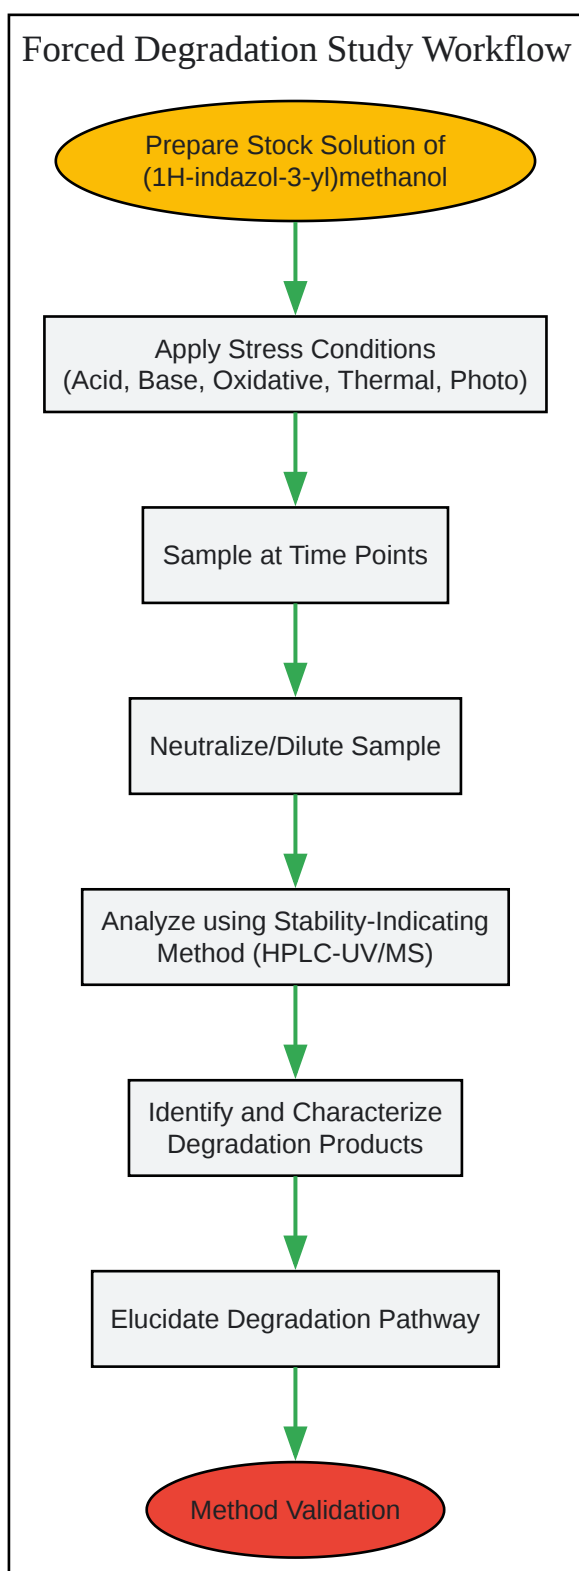 Forced Degradation Study Workflow
Prepare Stock Solution of
(1H-indazol-3-yl)methanol
Apply Stress Conditions
(Acid, Base, Oxidative, Thermal, Photo)
Sample at Time Points
Neutralize/Dilute Sample
Analyze using Stability-Indicating
Method (HPLC-UV/MS)
Identify and Characterize
Degradation Products
Elucidate Degradation Pathway
Method Validation